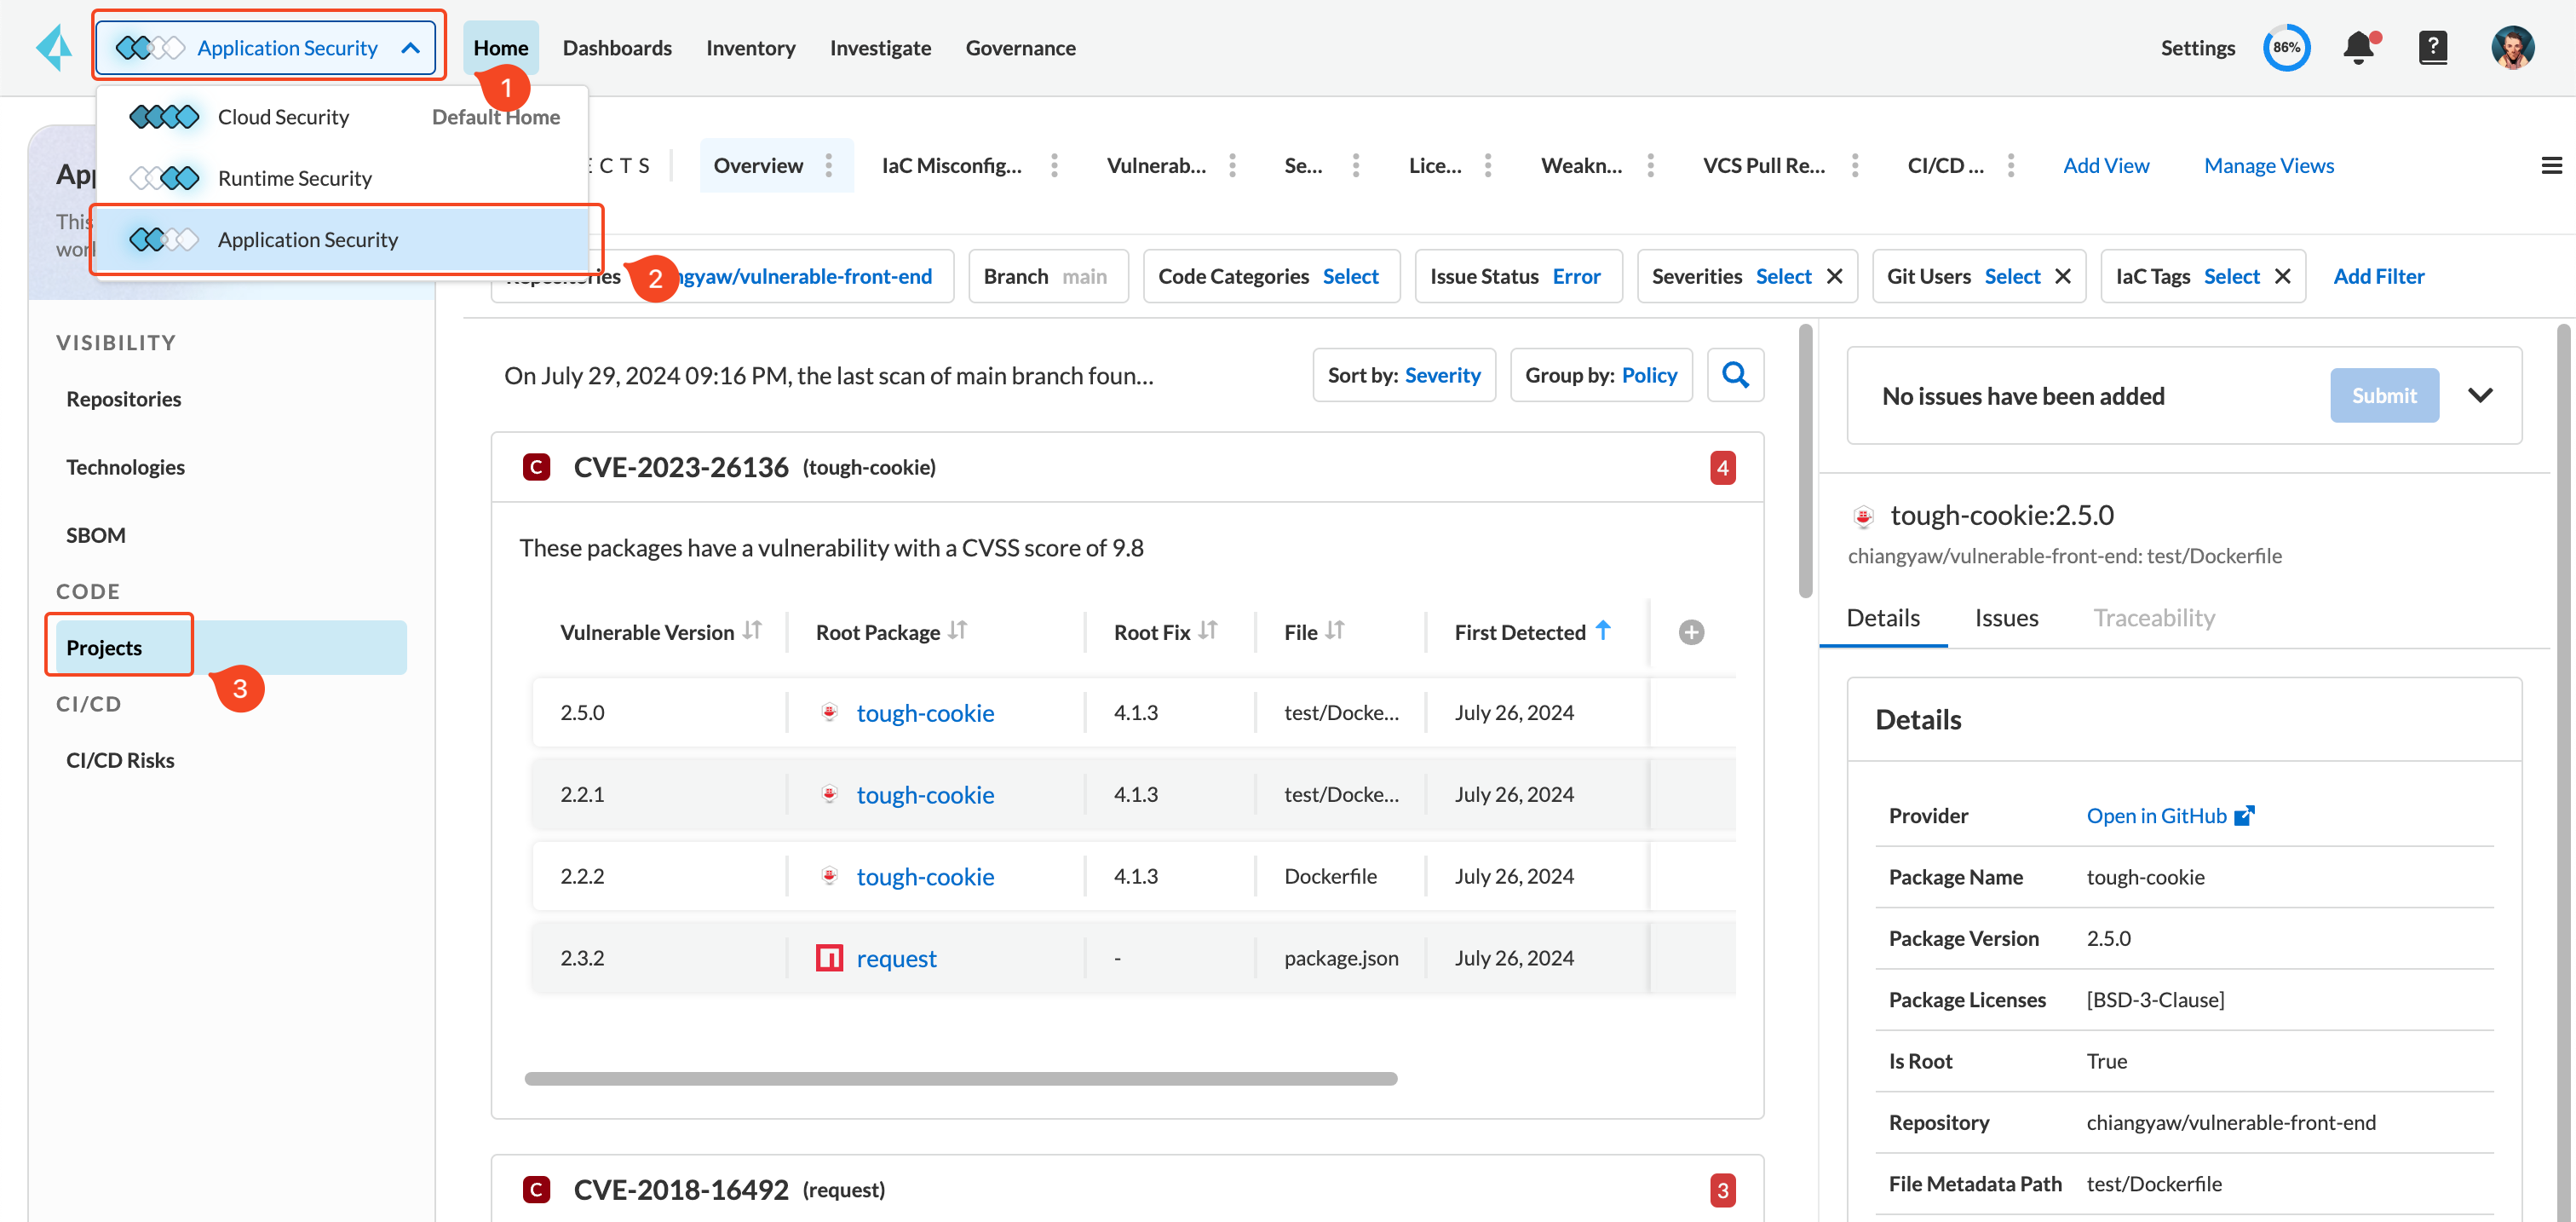 Application Security
Home
Dashboards
Inventory
Investigate
Governance
Settings
86%
?
1
Cloud Security
Default Home
Runtime Security
Application Security
2
App
This
work
ECTS
Overview
IaC Misconfig...
Vulnerab...
Se...
Lice...
Weakn...
VCS Pull Re...
CI/CD ...
Add View
Manage Views
Repositories
ngyaw/vulnerable-front-end
Branch main
Code Categories Select
Issue Status Error
Severities Select
Git Users Select
IaC Tags Select
Add Filter
VISIBILITY
Repositories
Technologies
SBOM
CODE
Projects
3
CI/CD
CI/CD Risks
On July 29, 2024 09:16 PM, the last scan of main branch foun...
Sort by: Severity
Group by: Policy
C CVE-2023-26136 (tough-cookie) 4
These packages have a vulnerability with a CVSS score of 9.8
Vulnerable Version Root Package Root Fix File First Detected
2.5.0 tough-cookie 4.1.3 test/Docke... July 26, 2024
2.2.1 tough-cookie 4.1.3 test/Docke... July 26, 2024
2.2.2 tough-cookie 4.1.3 Dockerfile July 26, 2024
2.3.2 request - package.json July 26, 2024
C CVE-2018-16492 (request) 3
No issues have been added
Submit
tough-cookie:2.5.0
chiangyaw/vulnerable-front-end: test/Dockerfile
Details
Issues
Traceability
Details
Provider Open in GitHub
Package Name tough-cookie
Package Version 2.5.0
Package Licenses [BSD-3-Clause]
Is Root True
Repository chiangyaw/vulnerable-front-end
File Metadata Path test/Dockerfile